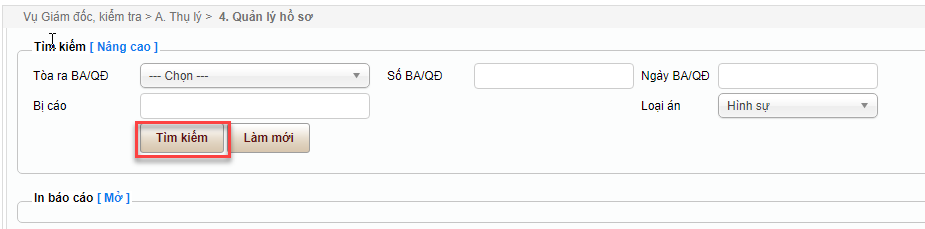 Vụ Giám đốc, kiểm tra > A. Thụ lý > 4. Quản lý hồ sơ
Tìm kiếm [ Nâng cao ]
Tòa ra BA/QĐ --- Chọn --- Số BA/QĐ Ngày BA/QĐ
Bị cáo Loại án Hình sự
Tìm kiếm Làm mới
In báo cáo [ Mở ]